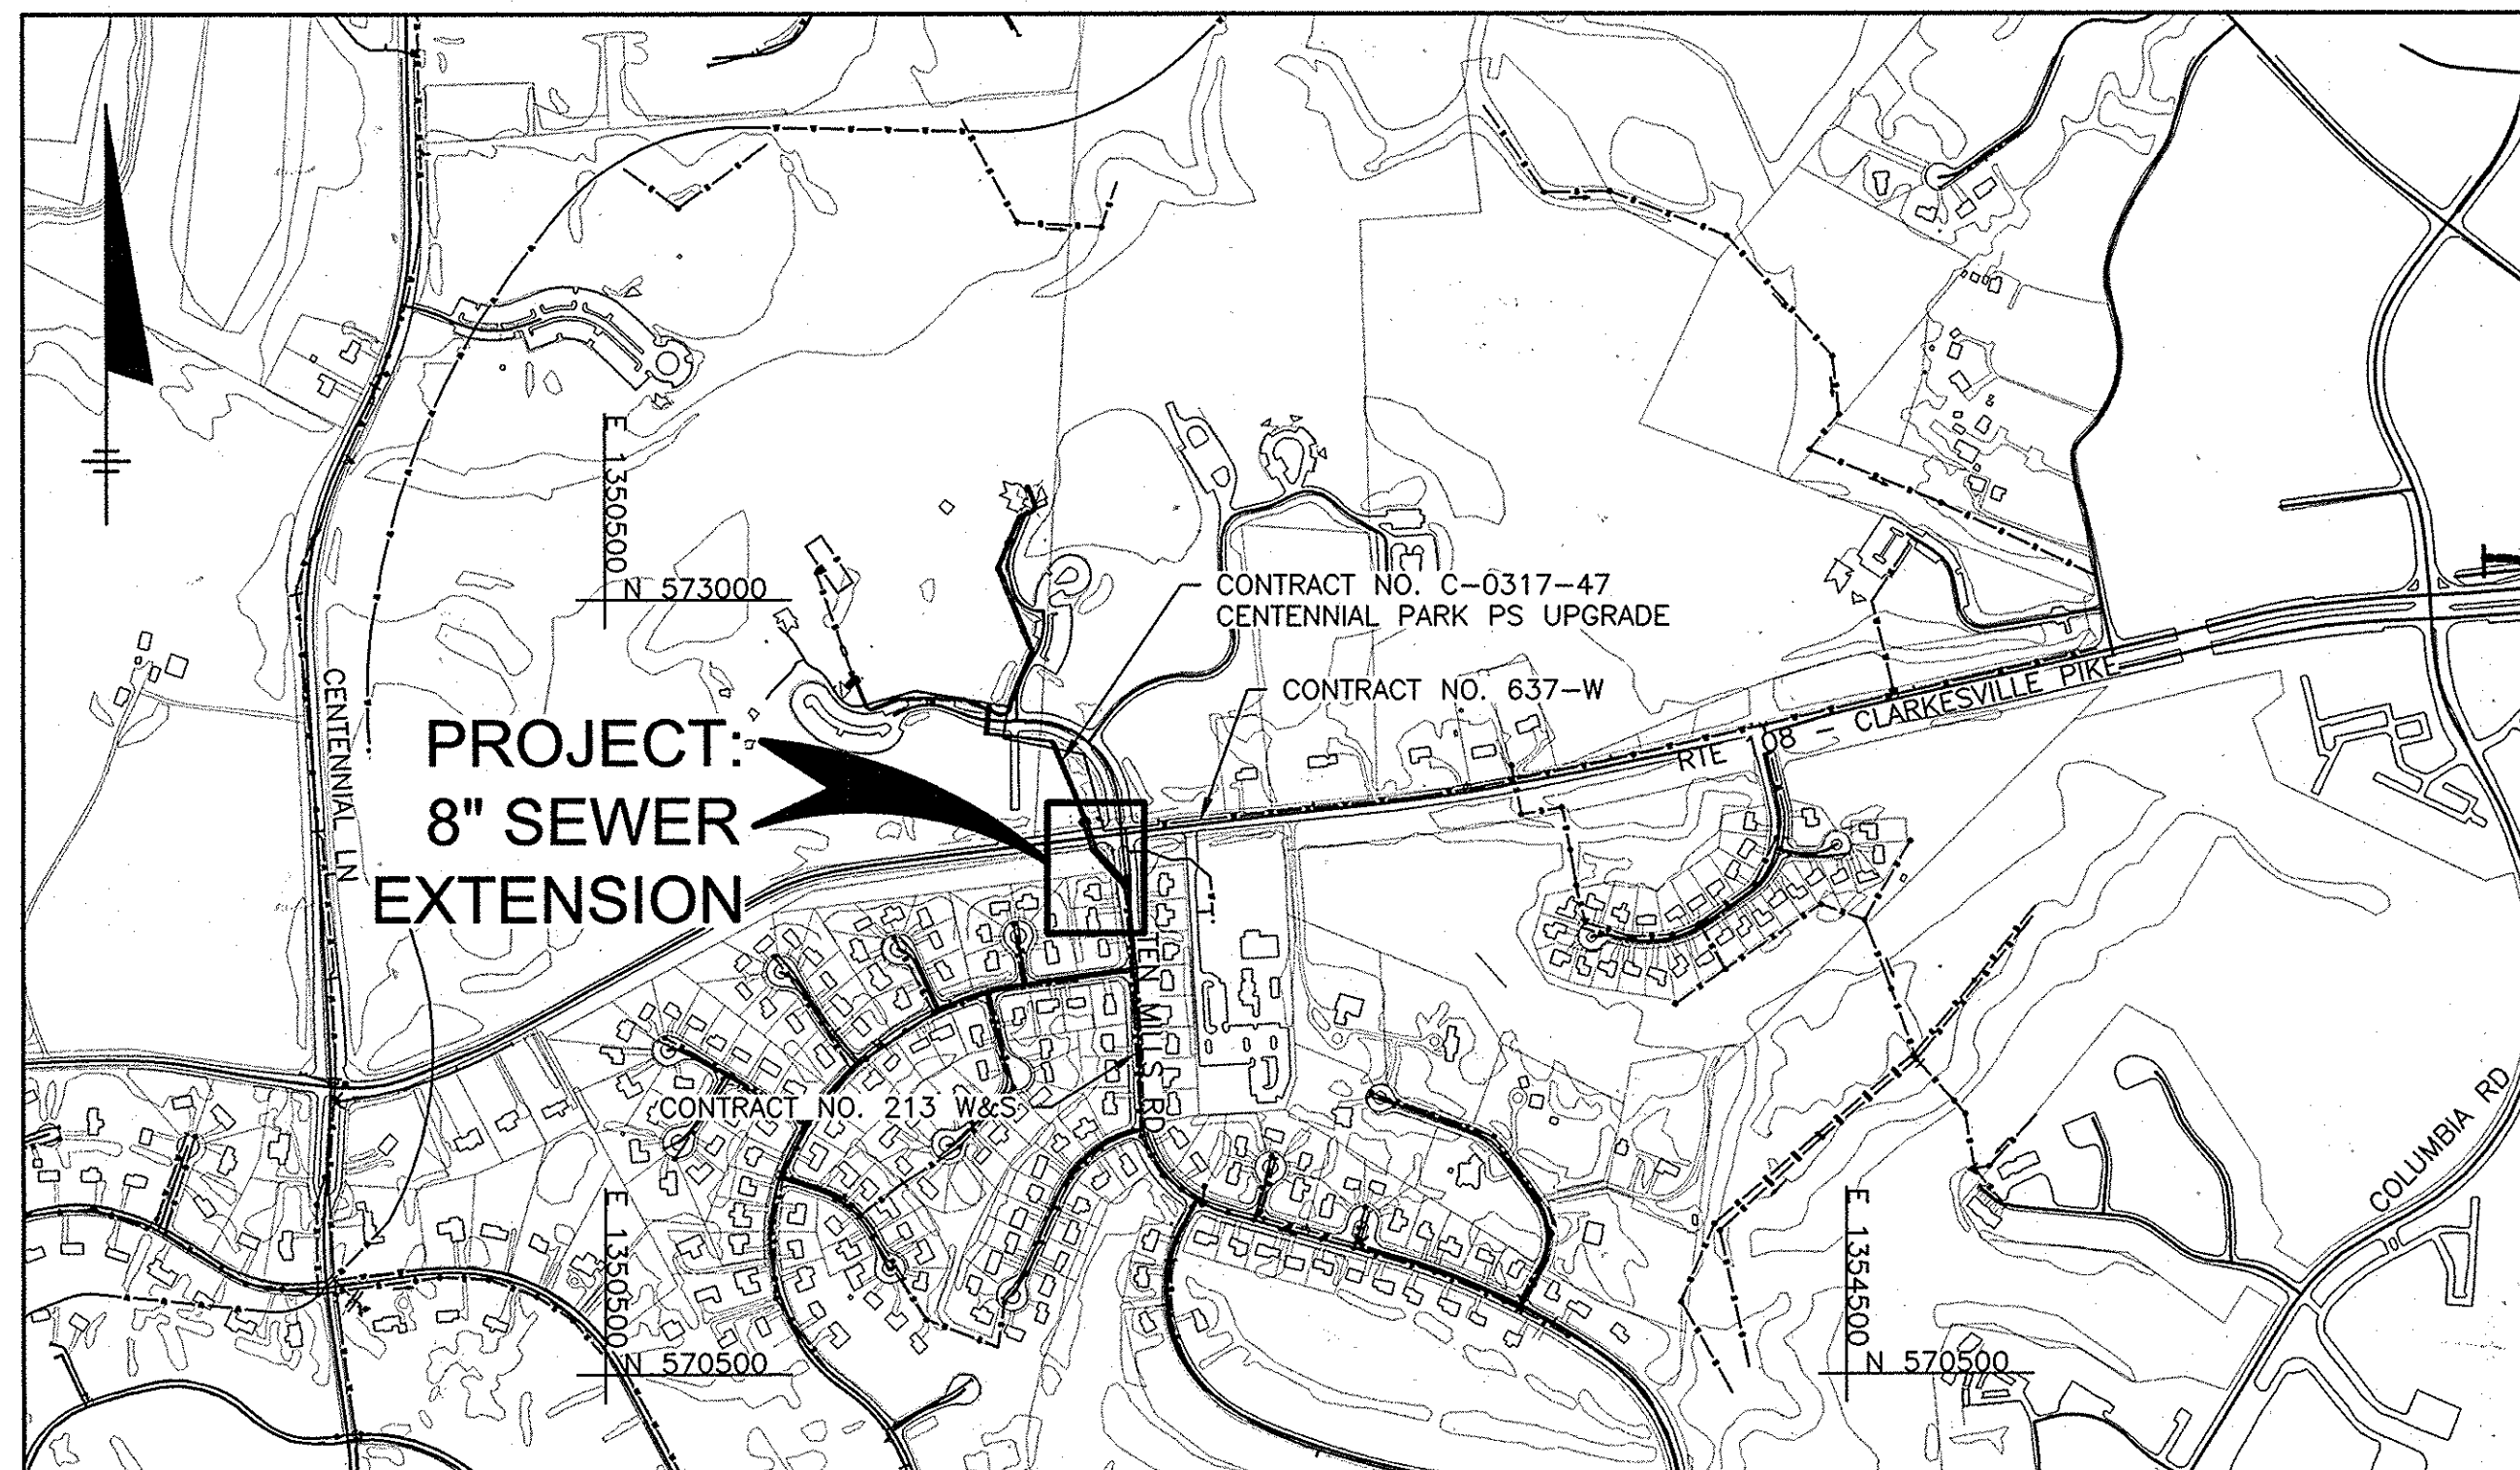 E 1350500
N 573000
CONTRACT NO. C-0317-47
CENTENNIAL PARK PS UPGRADE
CONTRACT NO. 637-W
RTE 108 - CLARKESVILLE PIKE
CENTENNIAL LN
PROJECT:
8" SEWER
EXTENSION
TEN MILLS RD
CONTRACT NO. 213 W&S
COLUMBIA RD
E 1350500
N 570500
E 1354500
N 570500